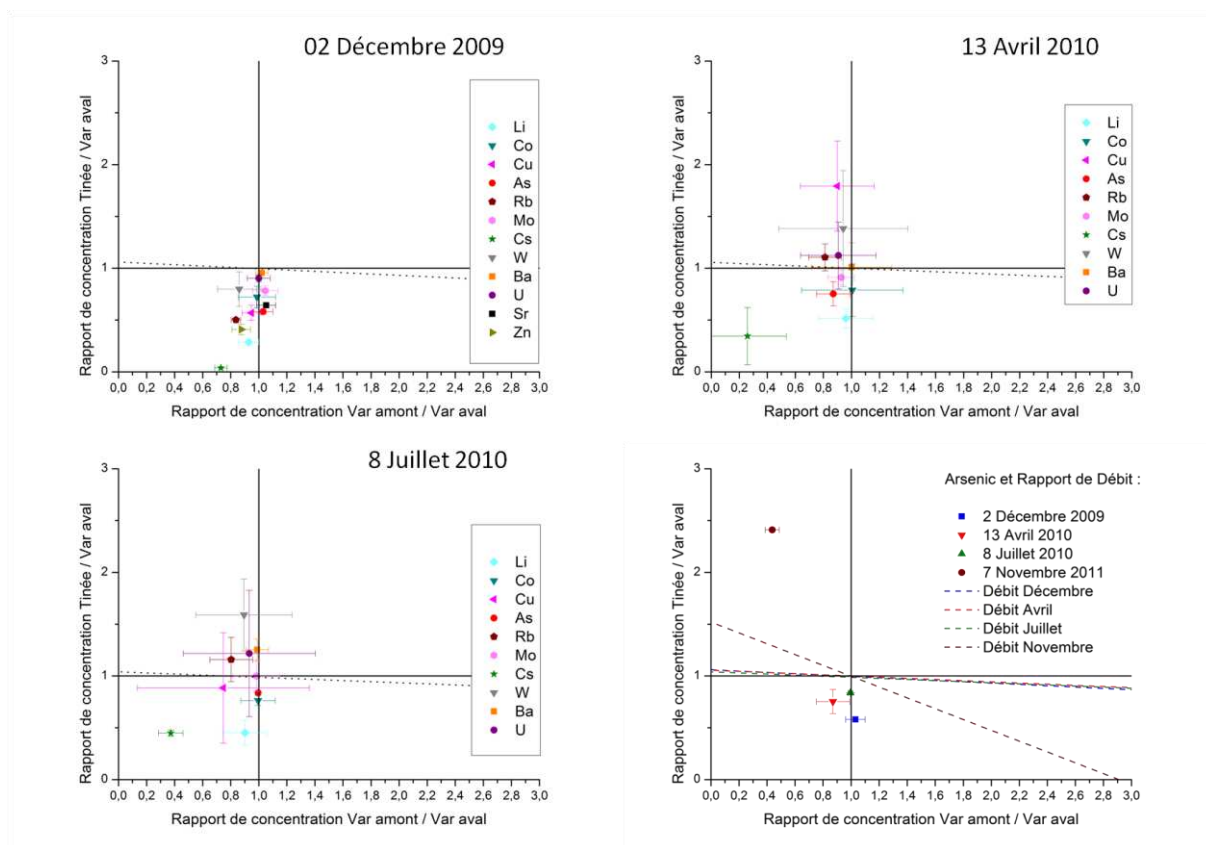 02 Décembre 2009
3
2
1
0
Rapport de concentration Tinée / Var aval
0,0 0,2 0,4 0,6 0,8 1,0 1,2 1,4 1,6 1,8 2,0 2,2 2,4 2,6 2,8 3,0
Rapport de concentration Var amont / Var aval
Li
Co
Cu
As
Rb
Mo
Cs
W
Ba
U
Sr
Zn
13 Avril 2010
3
2
1
0
Rapport de concentration Tinée / Var aval
0,0 0,2 0,4 0,6 0,8 1,0 1,2 1,4 1,6 1,8 2,0 2,2 2,4 2,6 2,8 3,0
Rapport de concentration Var amont / Var aval
Li
Co
Cu
As
Rb
Mo
Cs
W
Ba
U
8 Juillet 2010
3
2
1
0
Rapport de concentration Tinée / Var aval
0,0 0,2 0,4 0,6 0,8 1,0 1,2 1,4 1,6 1,8 2,0 2,2 2,4 2,6 2,8 3,0
Rapport de concentration Var amont / Var aval
Li
Co
Cu
As
Rb
Mo
Cs
W
Ba
U
3
2
1
0
Rapport de concentration Tinée / Var aval
0,0 0,2 0,4 0,6 0,8 1,0 1,2 1,4 1,6 1,8 2,0 2,2 2,4 2,6 2,8 3,0
Rapport de concentration Var amont / Var aval
Arsenic et Rapport de Débit :
2 Décembre 2009
13 Avril 2010
8 Juillet 2010
7 Novembre 2011
Débit Décembre
Débit Avril
Débit Juillet
Débit Novembre